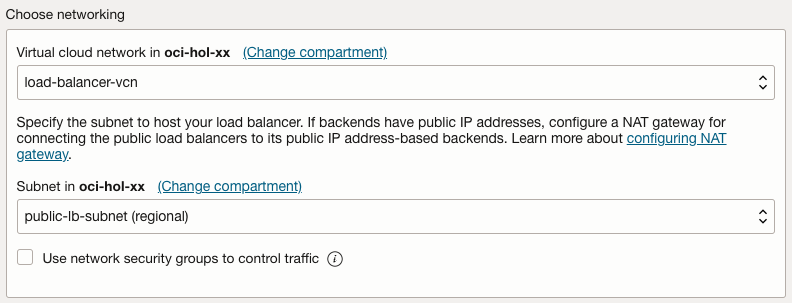 Choose networking
Virtual cloud network in oci-hol-xx (Change compartment)
load-balancer-vcn
Specify the subnet to host your load balancer. If backends have public IP addresses, configure a NAT gateway for
connecting the public load balancers to its public IP address-based backends. Learn more about configuring NAT
gateway.
Subnet in oci-hol-xx (Change compartment)
public-lb-subnet (regional)
Use network security groups to control traffic